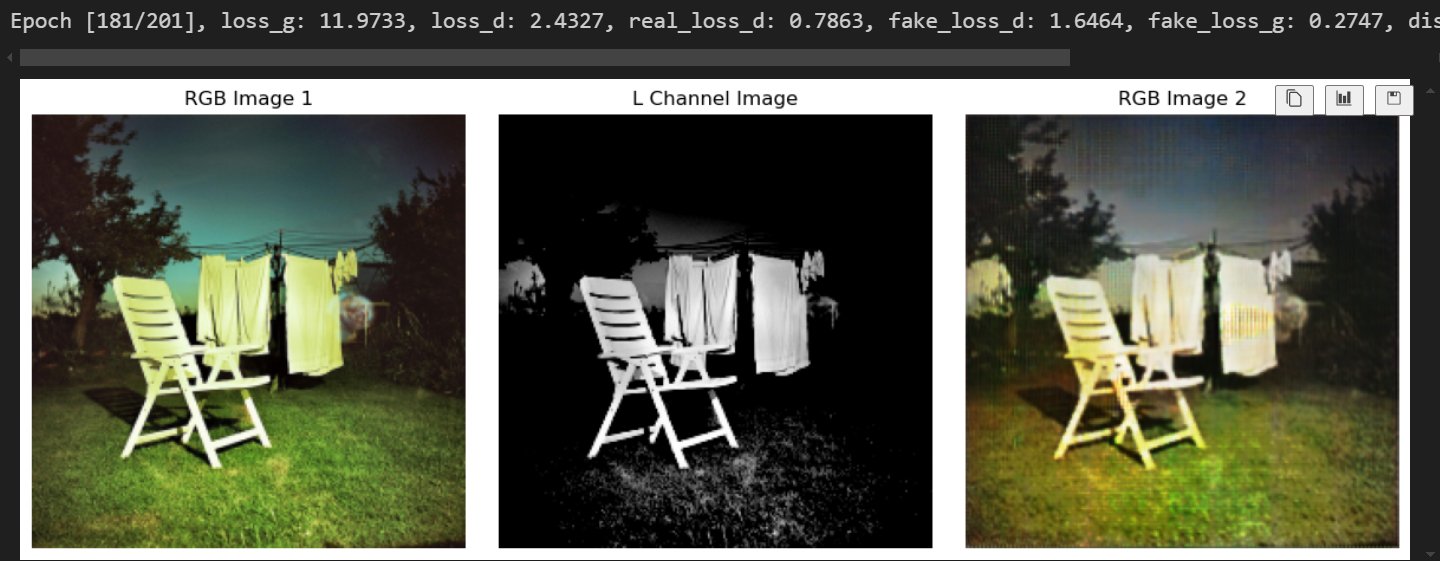 Epoch [181/201], loss_g: 11.9733, loss_d: 2.4327, real_loss_d: 0.7863, fake_loss_d: 1.6464, fake_loss_g: 0.2747,
RGB Image 1
L Channel Image
RGB Image 2